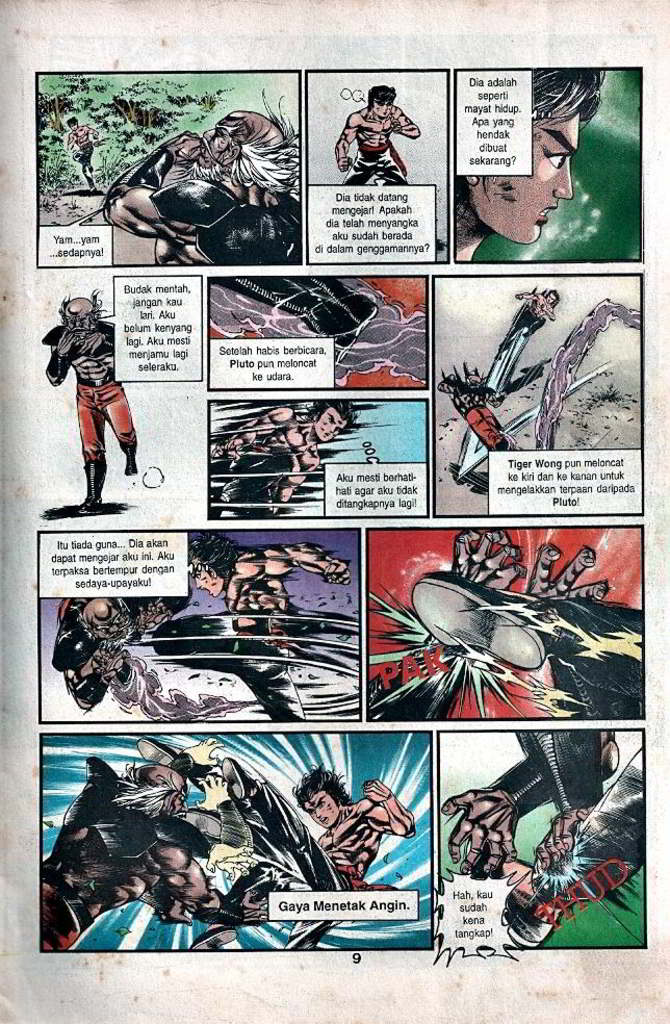 Yam...yam
...sedapnya!
Dia tidak datang
mengejar! Apakah
dia telah menyangka
aku sudah berada
di dalam genggamannya?
Dia adalah
seperti
mayat hidup.
Apa yang
hendak
dibuat
sekarang?
Budak mentah,
jangan kau
lari. Aku
belum kenyang
lagi. Aku mesti
menjamu lagi
seleraku.
Setelah habis berbicara,
Pluto pun meloncat
ke udara.
Aku mesti berhati-
hati agar aku tidak
ditangkapnya lagi!
Tiger Wong pun meloncat
ke kiri dan ke kanan untuk
mengelakkan terpaan daripada
Pluto!
Itu tiada guna... Dia akan
dapat mengejar aku ini. Aku
terpaksa bertempur dengan
sedaya-upayaku!
PAK
Gaya Menetak Angin.
Hah, kau
sudah
kena
tangkap!
THUD
9